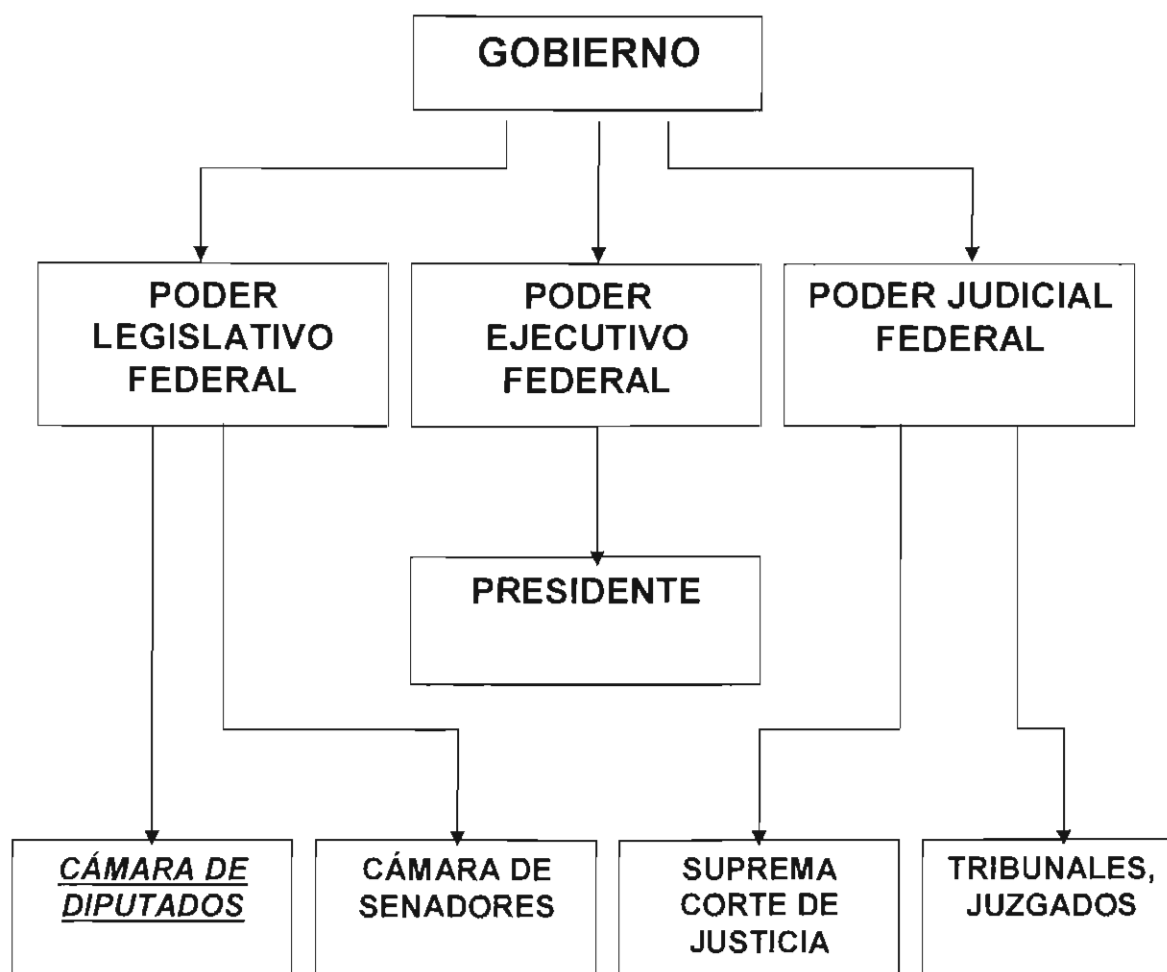 GOBIERNO
PODER
LEGISLATIVO
FEDERAL
PODER
EJECUTIVO
FEDERAL
PODER JUDICIAL
FEDERAL
PRESIDENTE
CÁMARA DE
DIPUTADOS
CÁMARA DE
SENADORES
SUPREMA
CORTE DE
JUSTICIA
TRIBUNALES,
JUZGADOS